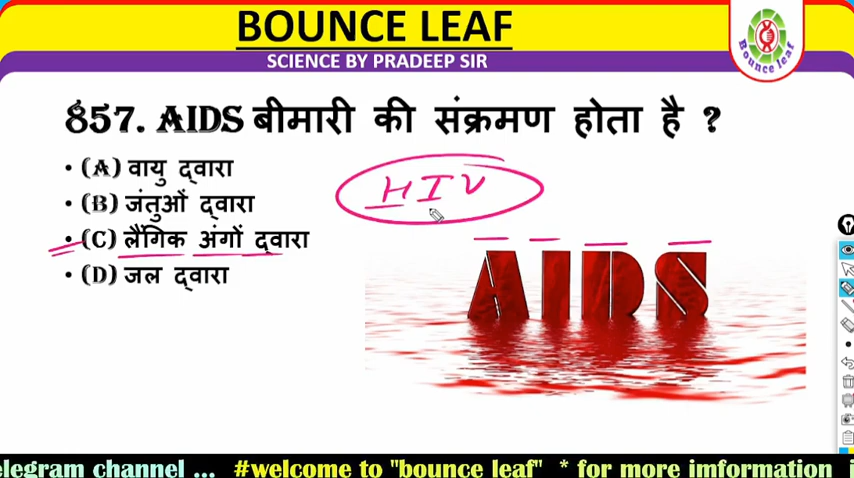 BOUNCE LEAF
SCIENCE BY PRADEEP SIR
Bounce leaf
857. AIDS बीमारी की संक्रमण होता है ?
• (A) वायु द्वारा
• (B) जंतुओं द्वारा
• (C) लैंगिक अंगों द्वारा
• (D) जल द्वारा
HIV
AIDS
elegram channel ... #welcome to "bounce leaf" * for more imformation i